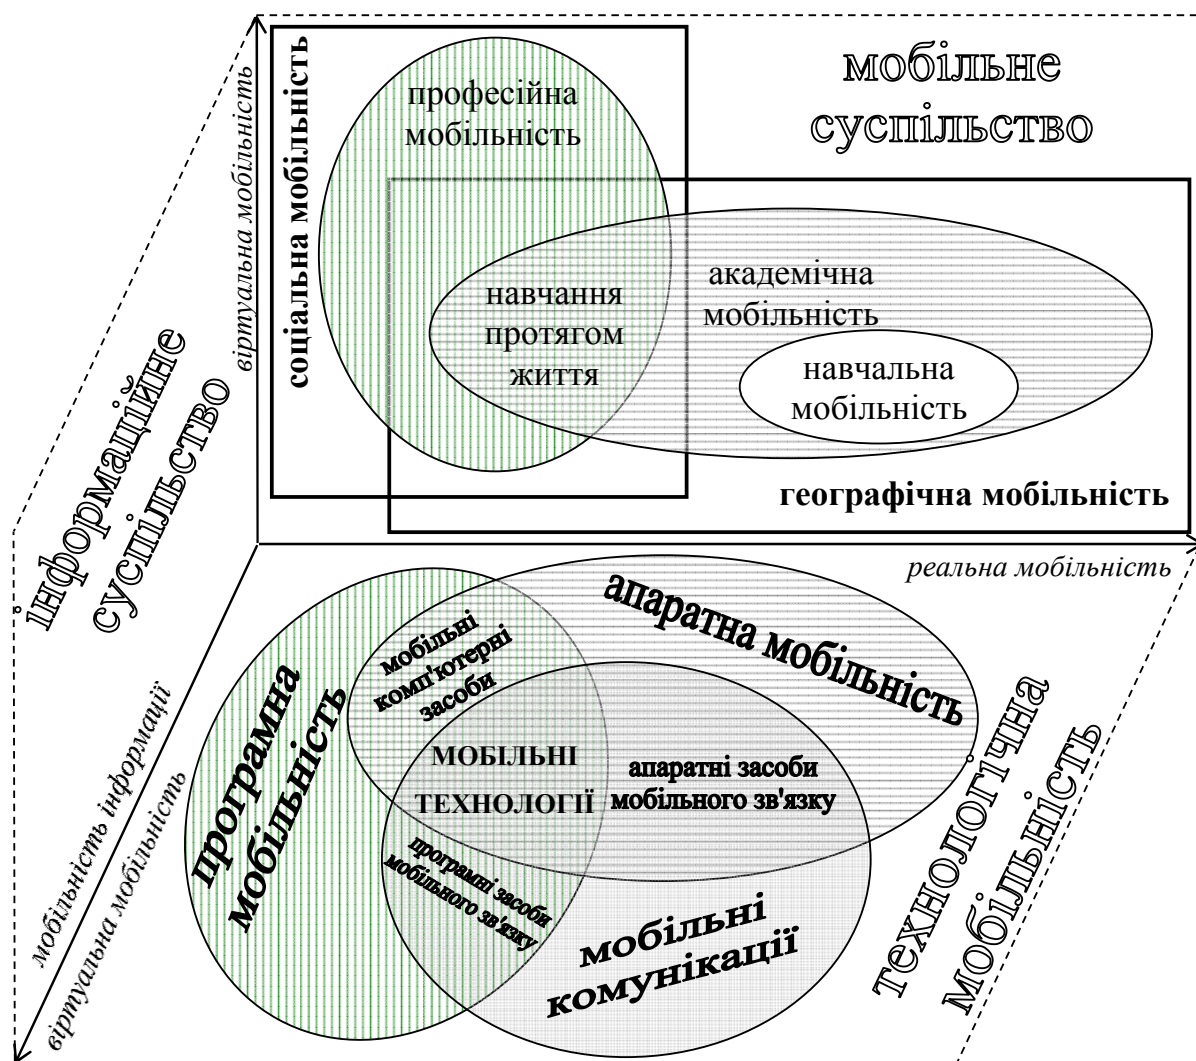 мобільне
суспільство
віртуальна мобільність
соціальна мобільність
професійна
мобільність
навчання
протягом
життя
академічна
мобільність
навчальна
мобільність
географічна мобільність
реальна мобільність
інформаційне
суспільство
мобільність інформації
віртуальна мобільність
програмна
мобільність
мобільні
комп'ютерні
засоби
апаратна мобільність
МОБІЛЬНІ
ТЕХНОЛОГІЇ
апаратні засоби
мобільного зв'язку
програмні засоби
мобільного зв'язку
мобільні
комунікації
технологічна
мобільність